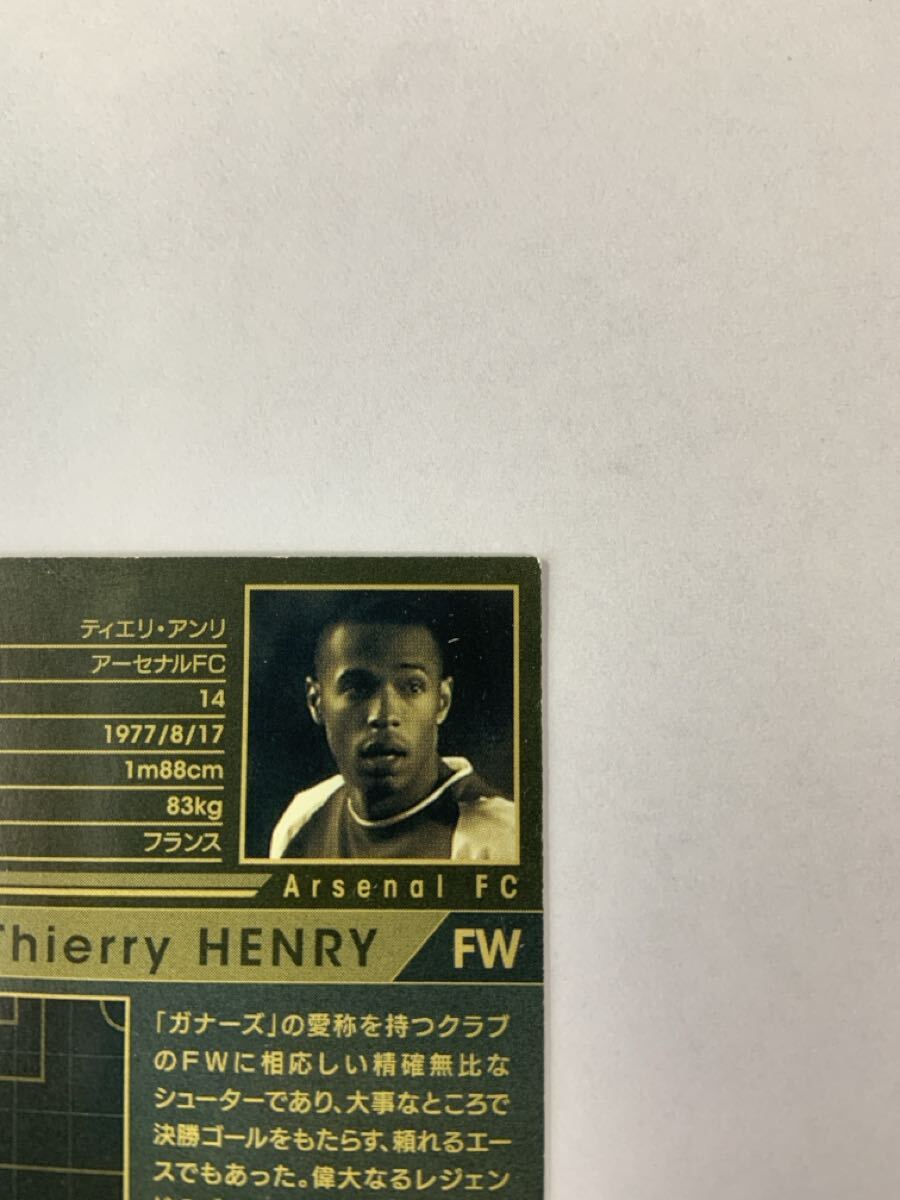 ティエリ・アンリ
アーセナルFC
14
1977/8/17
1m88cm
83kg
フランス
Arsenal FC
Thierry HENRY FW
「ガナーズ」の愛称を持つクラブ
のFWに相応しい精確無比な
シューターであり、大事なところで
決勝ゴールをもたらす、頼れるエー
スでもあった。偉大なるレジェン